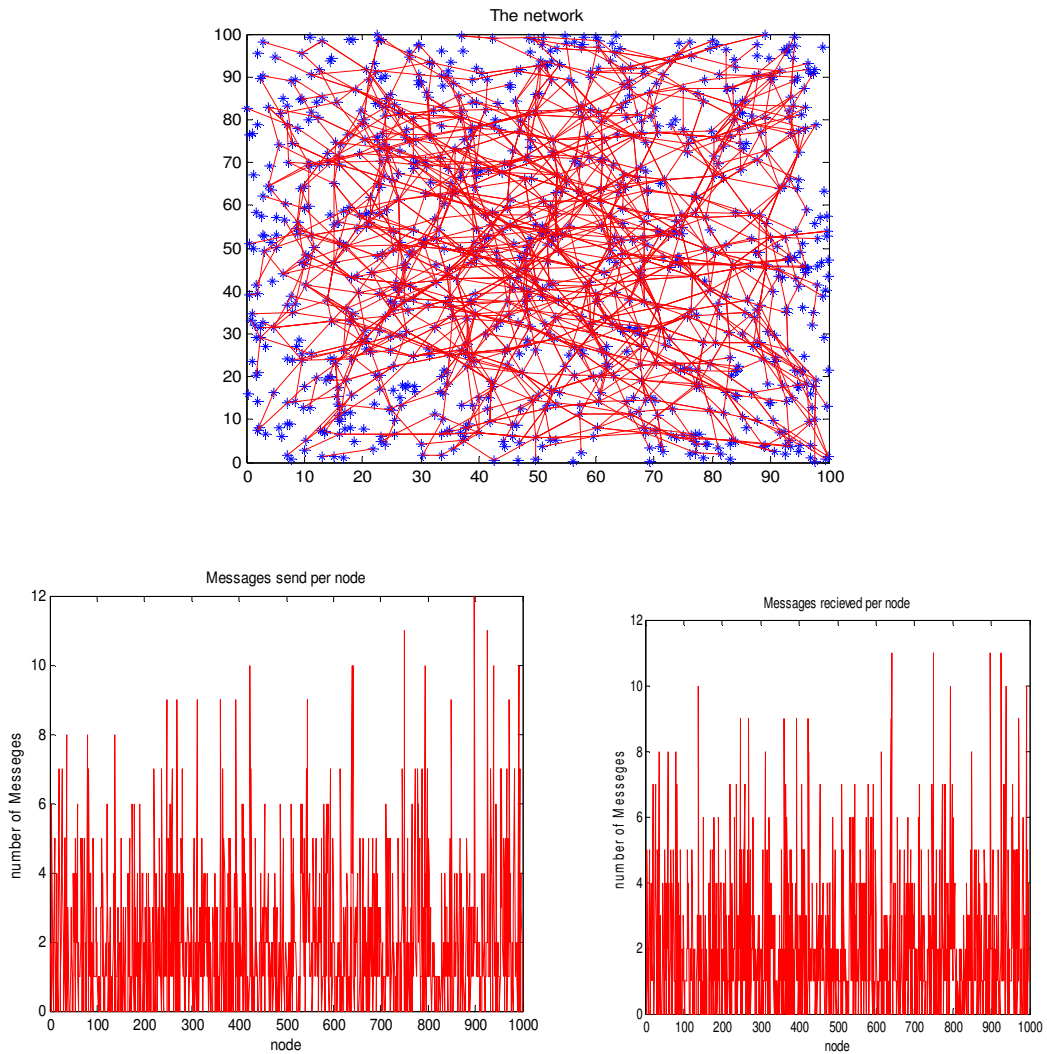 The network
100
90
80
70
60
50
40
30
20
10
0
0 10 20 30 40 50 60 70 80 90 100
Messages send per node
12
10
8
6
4
2
0
number of Messeges
0 100 200 300 400 500 600 700 800 900 1000
node
Messages recieved per node
12
10
8
6
4
2
0
number of Messeges
0 100 200 300 400 500 600 700 800 900 1000
node